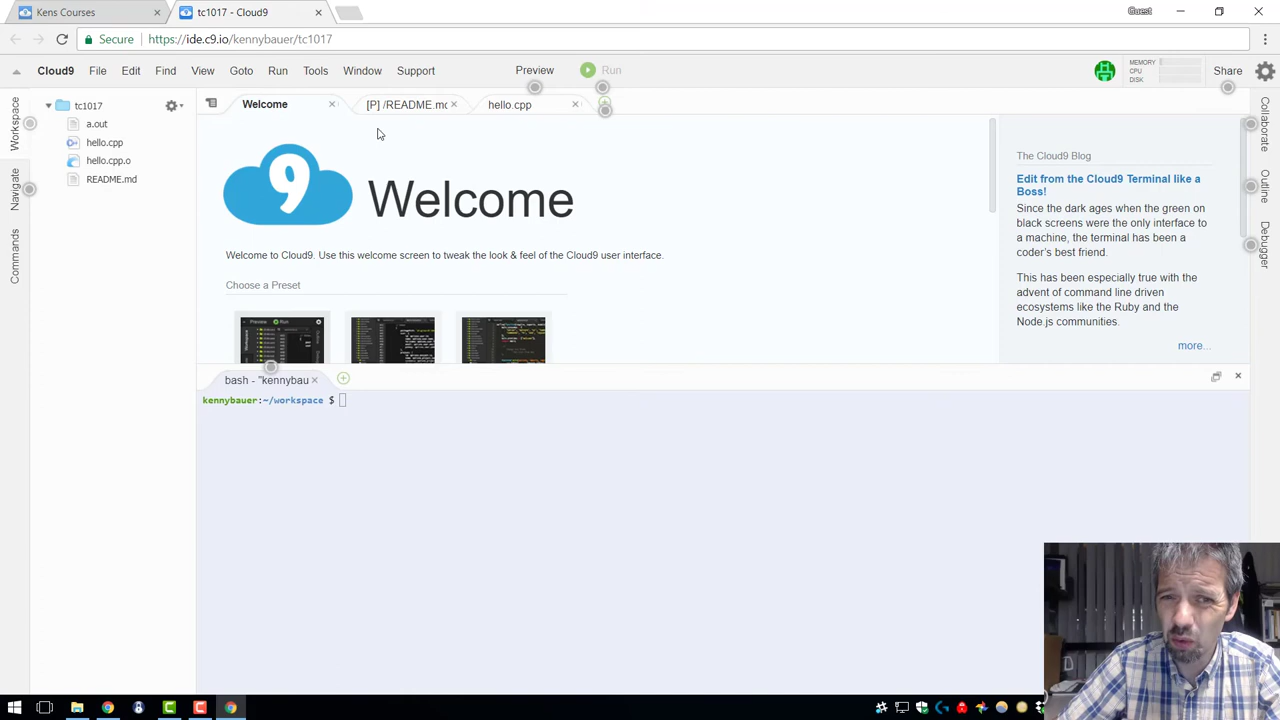 Kens Courses
tc1017 - Cloud9
Guest
Secure
https://ide.c9.io/kennybauer/tc1017
Cloud9 File Edit Find View Goto Run Tools Window Support Preview Run
MEMORY
CPU
DISK
Share
Workspace
Navigate
Commands
tc1017
a.out
hello.cpp
hello.cpp.o
README.md
Welcome
[P] /README.mc
hello.cpp
9
Welcome
Welcome to Cloud9. Use this welcome screen to tweak the look & feel of the Cloud9 user interface.
Choose a Preset
The Cloud9 Blog
Edit from the Cloud9 Terminal like a
Boss!
Since the dark ages when the green on
black screens were the only interface to
a machine, the terminal has been a
coder's best friend.
This has been especially true with the
advent of command line driven
ecosystems like the Ruby and the
Node.js communities.
more...
Collaborate
Outline
Debugger
bash - "kennybau
kennybauer:~/workspace $